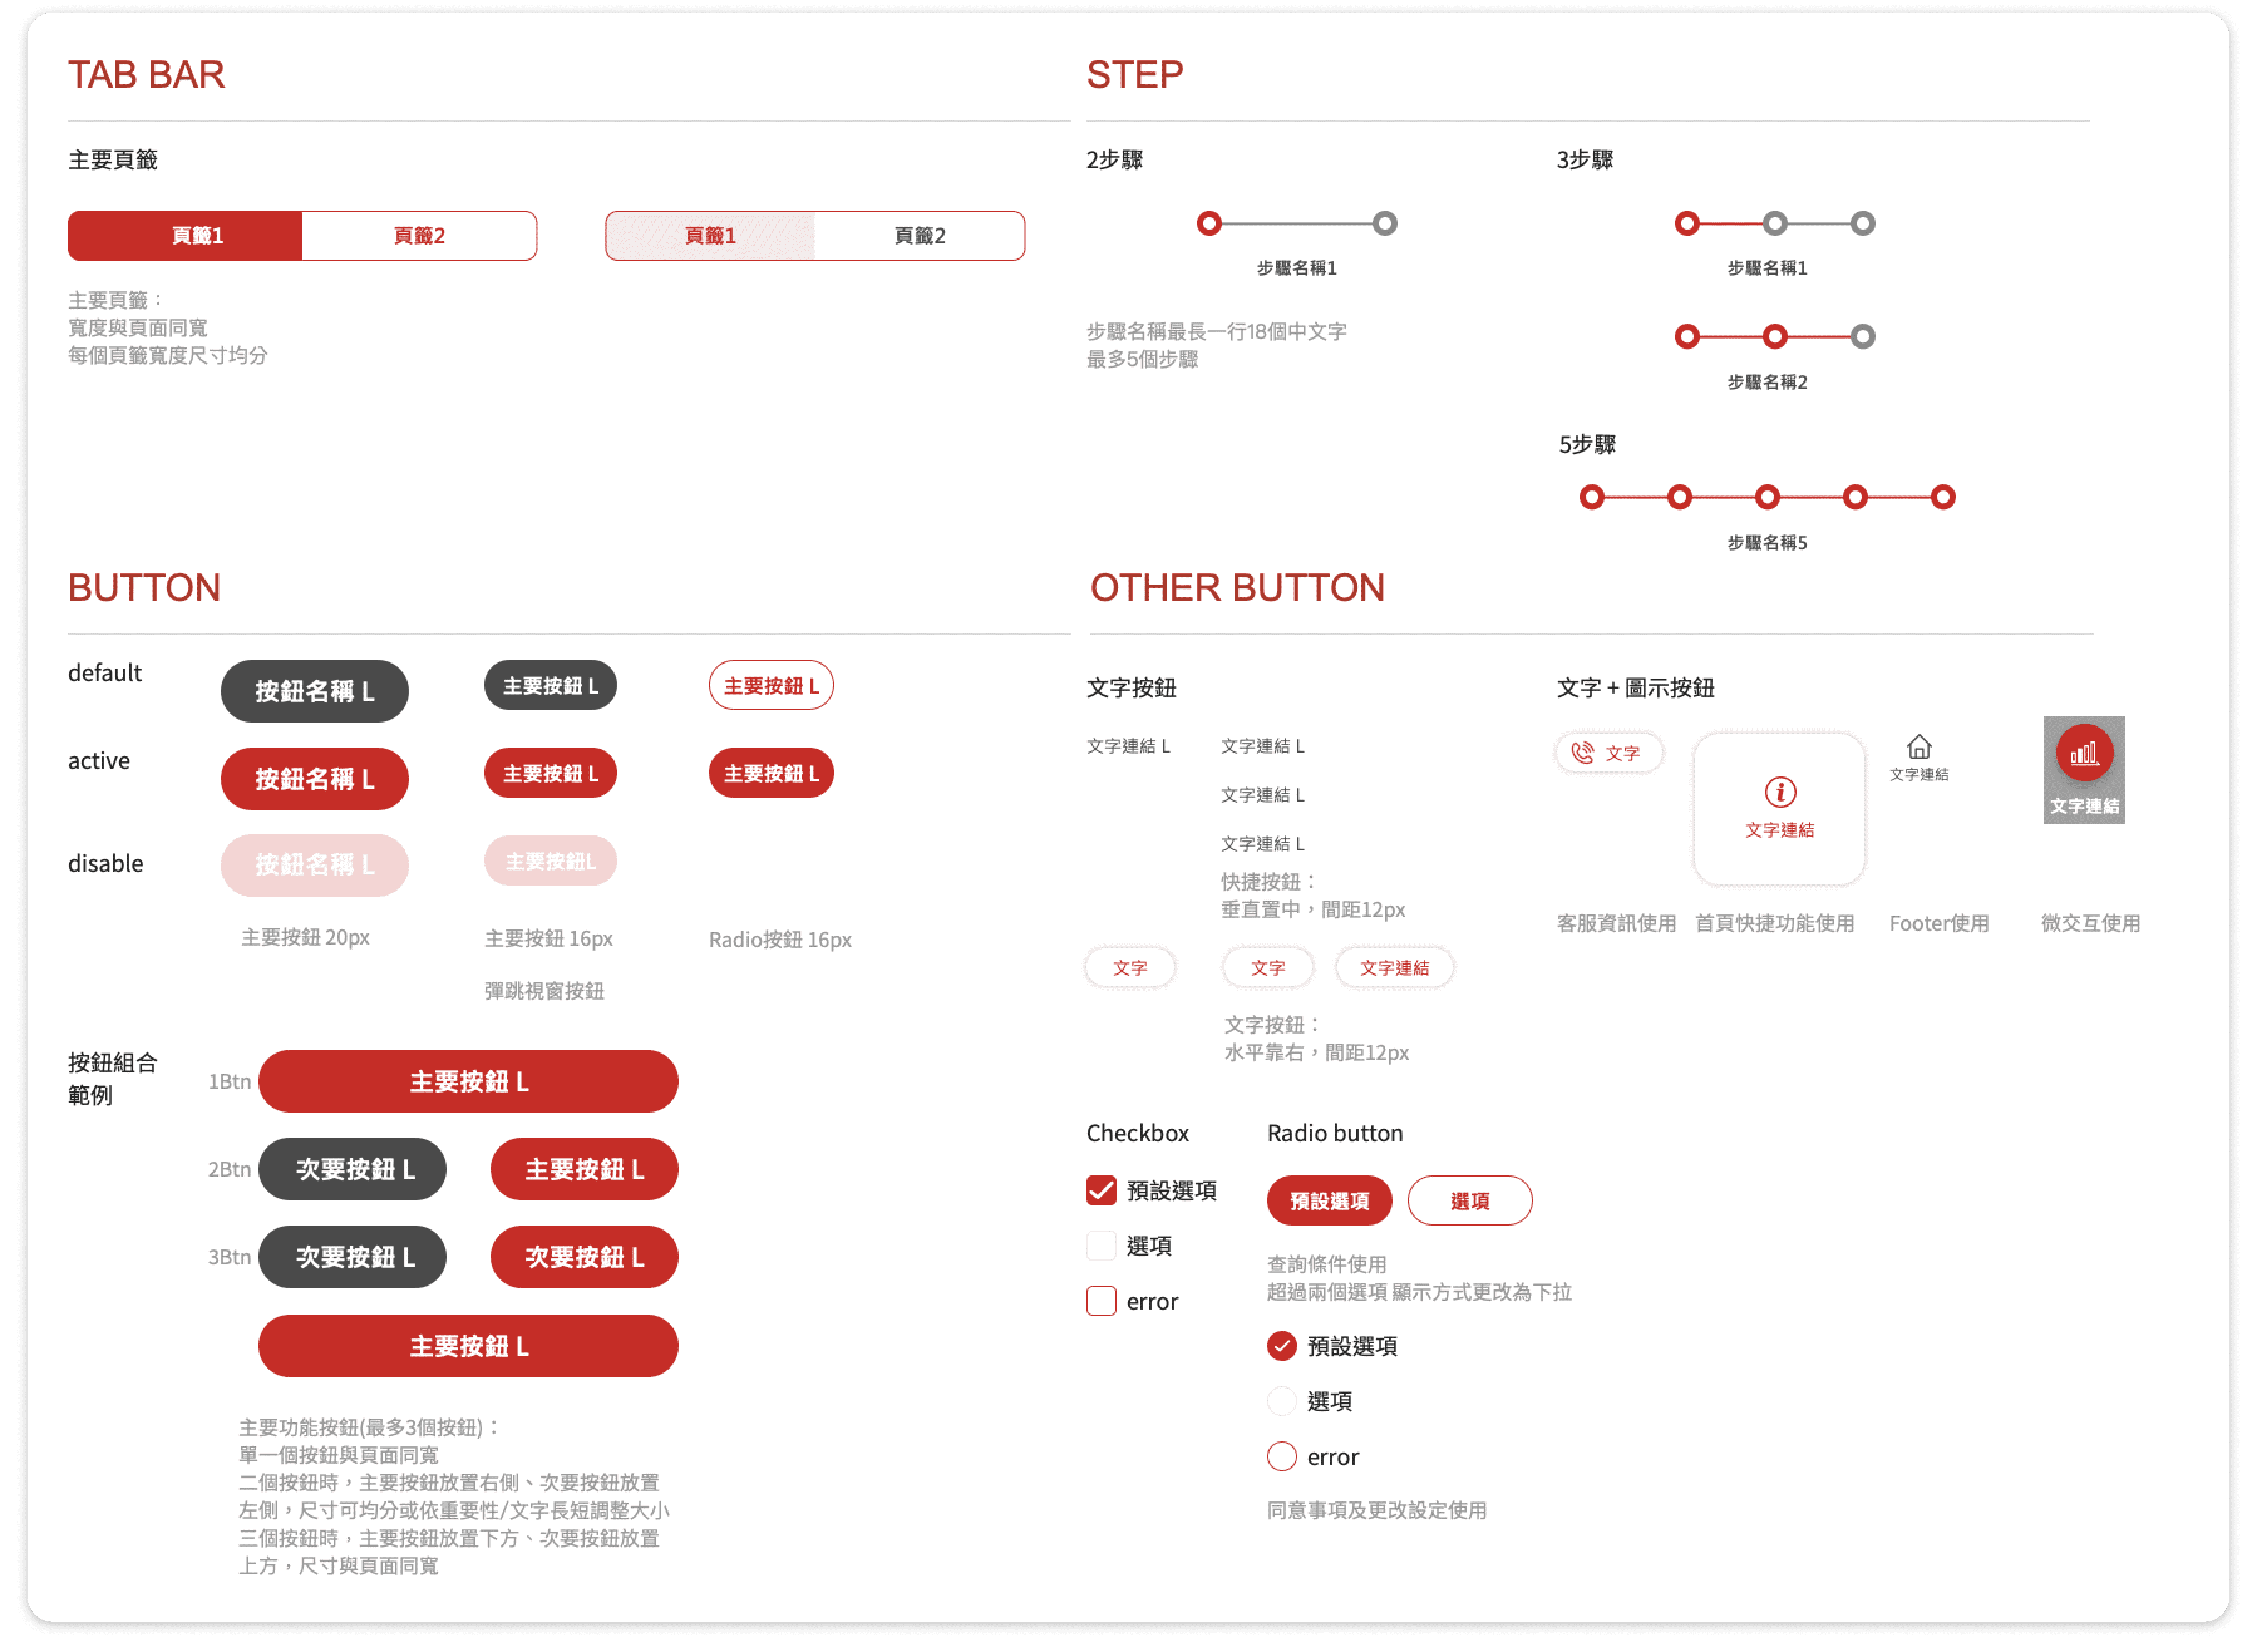 TAB BAR
主要頁籤
頁籤1
頁籤2
頁籤1
頁籤2
主要頁籤：
寬度與頁面同寬
每個頁籤寬度尺寸均分
STEP
2步驟
步驟名稱1
步驟名稱最長一行18個中文字
最多5個步驟
3步驟
步驟名稱1
步驟名稱2
5步驟
步驟名稱5
BUTTON
default
按鈕名稱 L
主要按鈕 L
主要按鈕 L
active
按鈕名稱 L
主要按鈕 L
主要按鈕 L
disable
按鈕名稱 L
主要按鈕L
主要按鈕 20px
主要按鈕 16px
Radio按鈕 16px
彈跳視窗按鈕
按鈕組合
範例
1Btn
主要按鈕 L
2Btn
次要按鈕 L
主要按鈕 L
3Btn
次要按鈕 L
次要按鈕 L
主要按鈕 L
主要功能按鈕(最多3個按鈕)：
單一個按鈕與頁面同寬
二個按鈕時，主要按鈕放置右側、次要按鈕放置
左側，尺寸可均分或依重要性/文字長短調整大小
三個按鈕時，主要按鈕放置下方、次要按鈕放置
上方，尺寸與頁面同寬
OTHER BUTTON
文字按鈕
文字連結 L
文字連結 L
文字連結 L
文字連結 L
快捷按鈕：
垂直置中，間距12px
文字
文字
文字連結
文字按鈕：
水平靠右，間距12px
文字 + 圖示按鈕
文字
文字連結
文字連結
文字連結
客服資訊使用
首頁快捷功能使用
Footer使用
微交互使用
Checkbox
預設選項
選項
error
Radio button
預設選項
選項
查詢條件使用
超過兩個選項 顯示方式更改為下拉
預設選項
選項
error
同意事項及更改設定使用